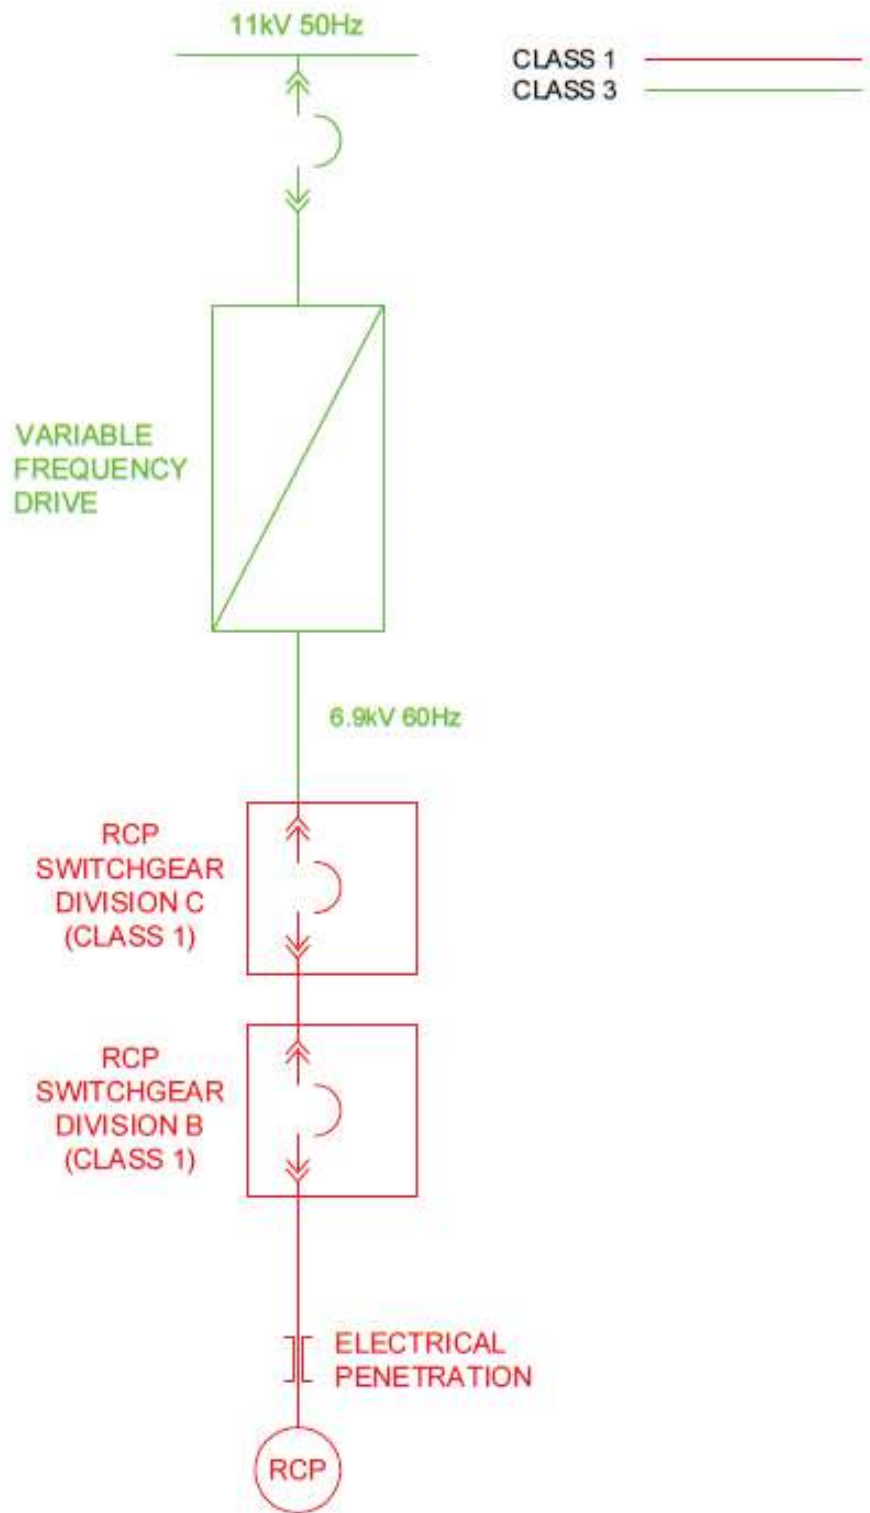 11kV 50Hz
CLASS 1
CLASS 3
VARIABLE
FREQUENCY
DRIVE
6.9kV 60Hz
RCP
SWITCHGEAR
DIVISION C
(CLASS 1)
RCP
SWITCHGEAR
DIVISION B
(CLASS 1)
ELECTRICAL
PENETRATION
RCP